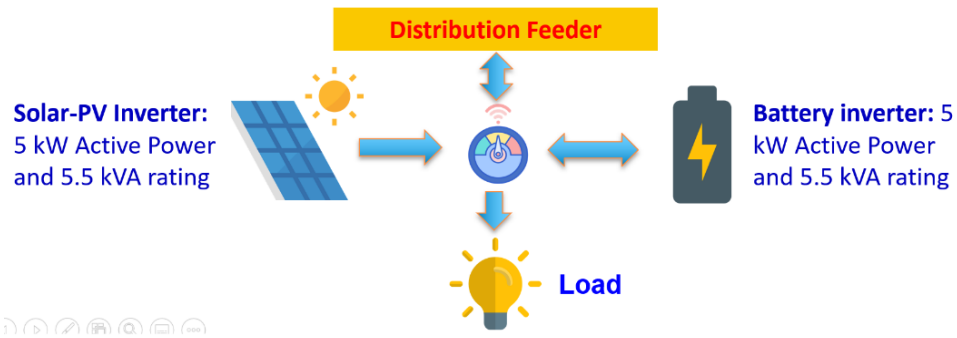 Distribution Feeder
Solar-PV Inverter:
5 kW Active Power
and 5.5 kVA rating
Battery inverter: 5
kW Active Power
and 5.5 kVA rating
Load